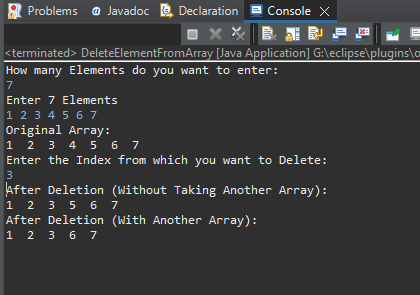 Problems Javadoc Declaration Console
<terminated> DeleteElementFromArray [Java Application] G:\eclipse\plugins\o
How many Elements do you want to enter:
7
Enter 7 Elements
1 2 3 4 5 6 7
Original Array:
1 2 3 4 5 6 7
Enter the Index from which you want to Delete:
3
After Deletion (Without Taking Another Array):
1 2 3 5 6 7
After Deletion (With Another Array):
1 2 3 6 7